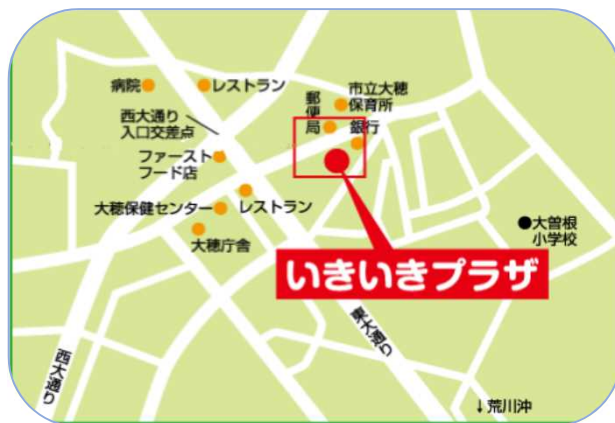 病院
レストラン
郵便局
市立大穂
保育所
銀行
西大通り
入口交差点
ファースト
フード店
大穂保健センター
レストラン
大穂庁舎
大曽根
小学校
いきいきプラザ
東大通り
西大通り
↓荒川沖